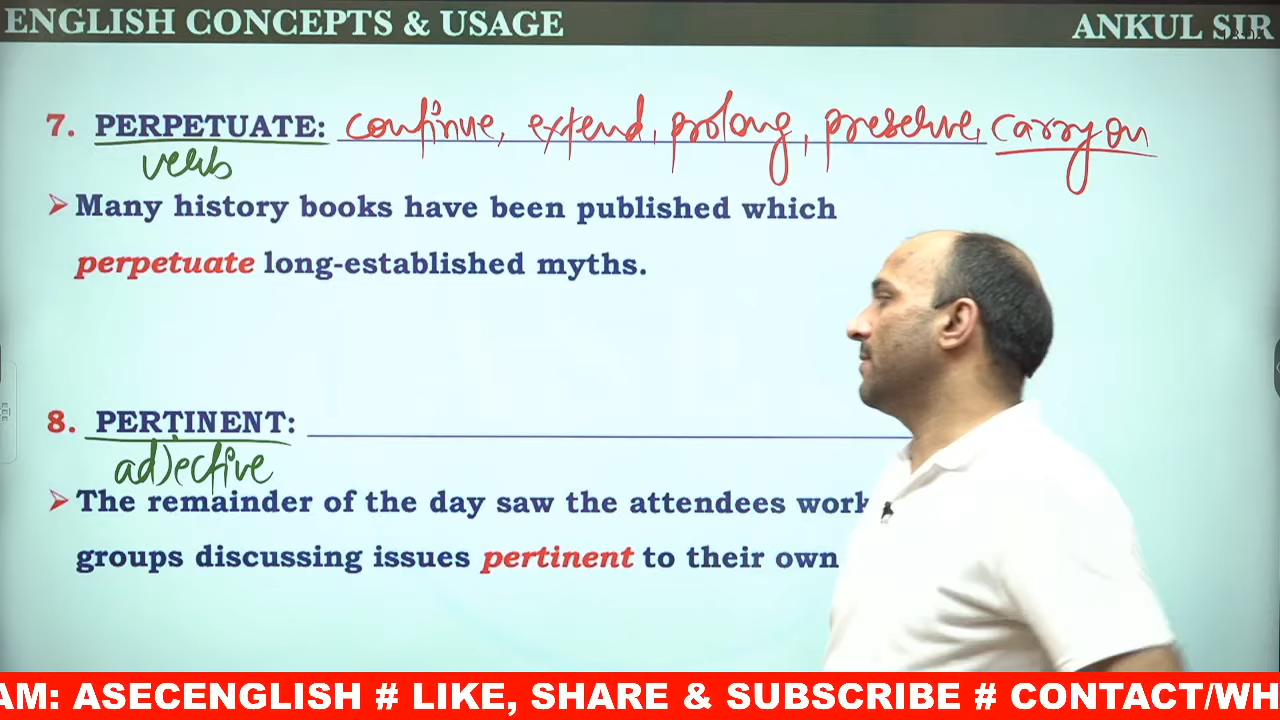 ENGLISH CONCEPTS & USAGE ANKUL SIR
7. PERPETUATE: continue, extend, prolong, preserve, carry on
verb
➢ Many history books have been published which
perpetuate long-established myths.
8. PERTINENT:
adjective
➢ The remainder of the day saw the attendees work
groups discussing issues pertinent to their own
AM: ASECENGLISH # LIKE, SHARE & SUBSCRIBE # CONTACT/WH